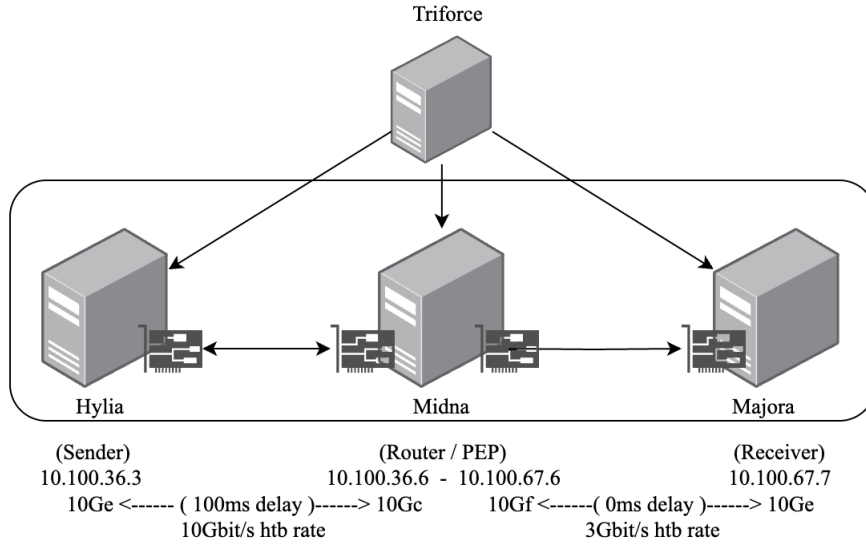 Triforce
Hylia Midna Majora
(Sender) (Router / PEP) (Receiver)
10.100.36.3 10.100.36.6 - 10.100.67.6 10.100.67.7
10Ge <------ ( 100ms delay )------> 10Gc 10Gf <------ ( 0ms delay )------> 10Ge
10Gbit/s htb rate 3Gbit/s htb rate